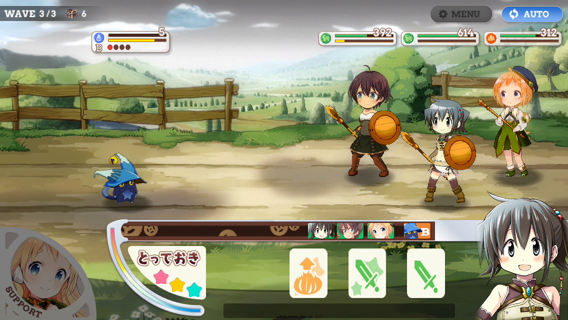 WAVE 3/3 6
MENU
AUTO
5
B
392
614
312
B
とっておき
SUPPORT